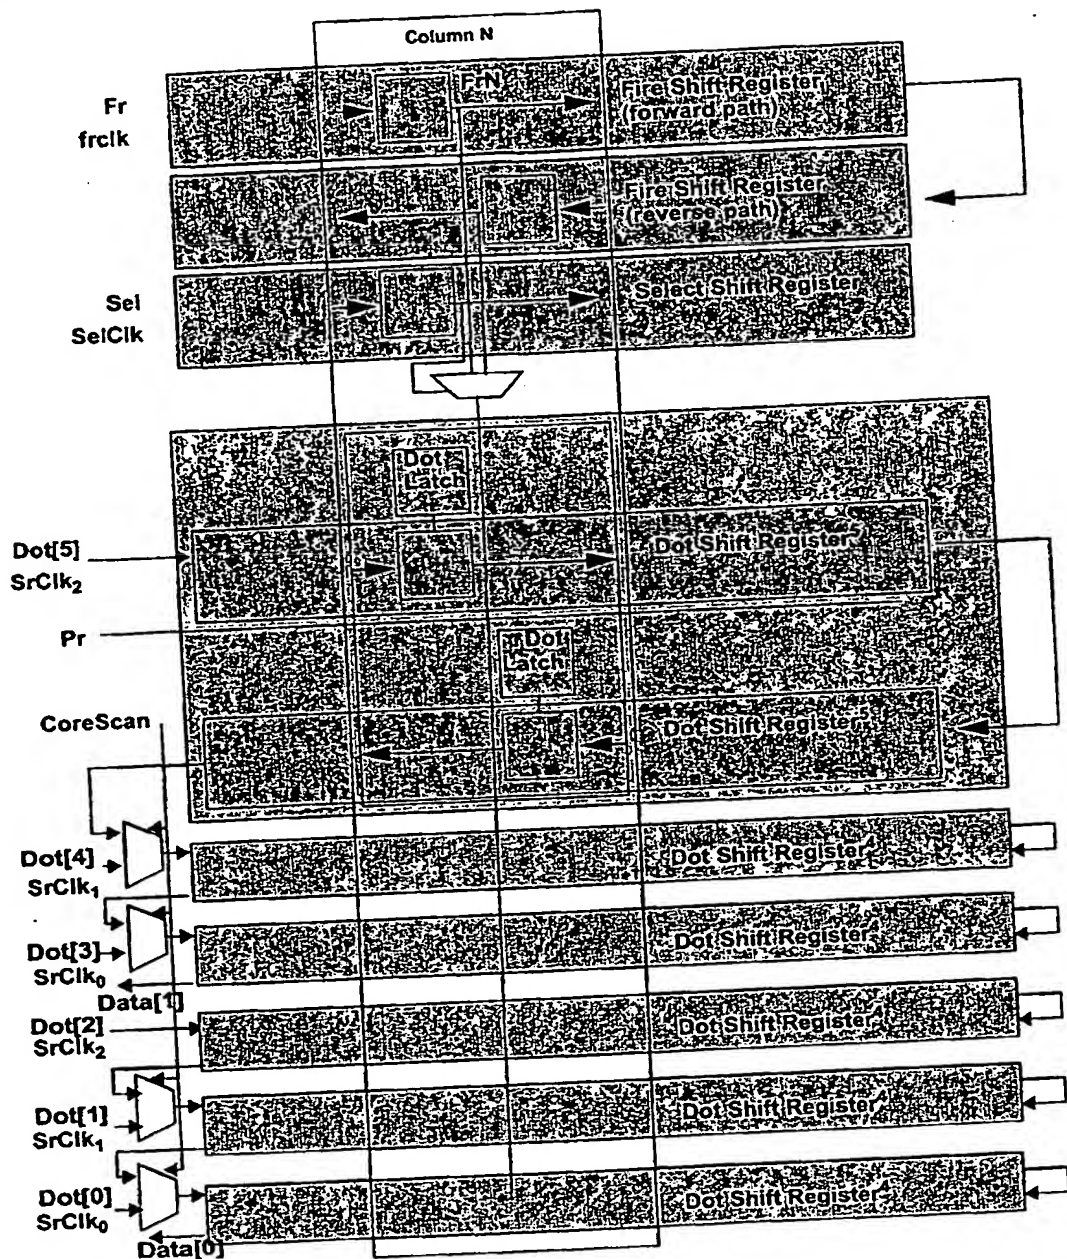 Column N
Fr
frclk
FrN
Fire Shift Register
(forward path)
Fire Shift Register
(reverse path)
Sel
SelClk
Select Shift Register
Dot
Latch
Dot[5]
SrClk2
Dot Shift Register
Pr
Dot
Latch
CoreScan
Dot Shift Register
Dot[4]
SrClk1
Dot Shift Register
Dot[3]
SrClk0
Dot Shift Register
Data[1]
Dot[2]
SrClk2
Dot Shift Register
Dot[1]
SrClk1
Dot Shift Register
Dot[0]
SrClk0
Dot Shift Register
Data[0]